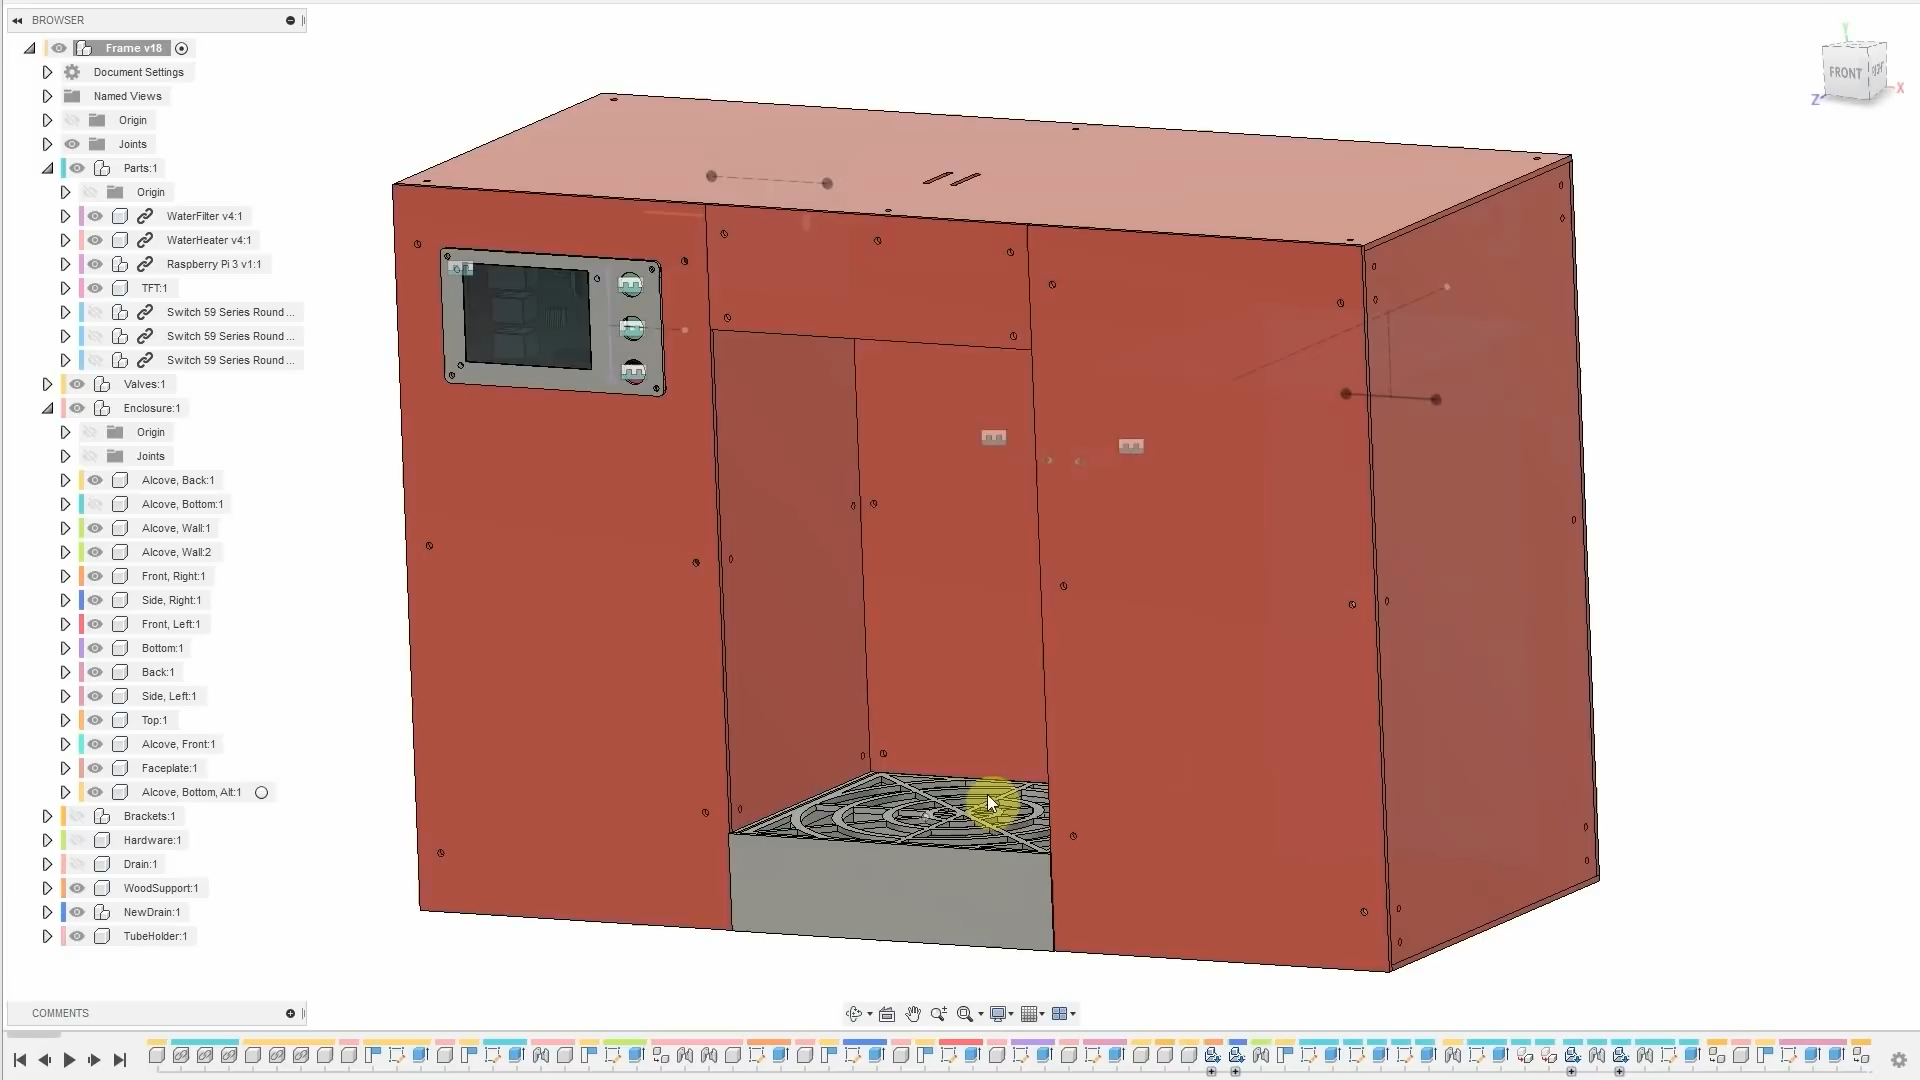 BROWSER
Frame v18
Document Settings
Named Views
Origin
Joints
Parts:1
Origin
WaterFilter v4:1
WaterHeater v4:1
Raspberry Pi 3 v1:1
TFT:1
Switch 59 Series Round ...
Switch 59 Series Round ...
Switch 59 Series Round ...
Valves:1
Enclosure:1
Origin
Joints
Alcove, Back:1
Alcove, Bottom:1
Alcove, Wall:1
Alcove, Wall:2
Front, Right:1
Side, Right:1
Front, Left:1
Bottom:1
Back:1
Side, Left:1
Top:1
Alcove, Front:1
Faceplate:1
Alcove, Bottom, Alt:1
Brackets:1
Hardware:1
Drain:1
WoodSupport:1
NewDrain:1
TubeHolder:1
COMMENTS
Y
FRONT
RIGHT
X
Z